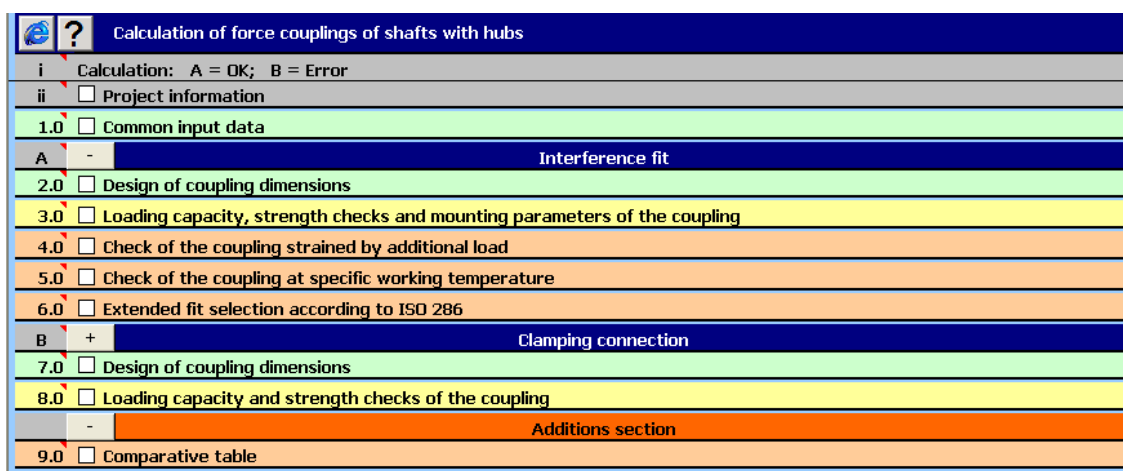 ? Calculation of force couplings of shafts with hubs
i Calculation: A = OK; B = Error
ii Project information
1.0 Common input data
A - Interference fit
2.0 Design of coupling dimensions
3.0 Loading capacity, strength checks and mounting parameters of the coupling
4.0 Check of the coupling strained by additional load
5.0 Check of the coupling at specific working temperature
6.0 Extended fit selection according to ISO 286
B + Clamping connection
7.0 Design of coupling dimensions
8.0 Loading capacity and strength checks of the coupling
- Additions section
9.0 Comparative table